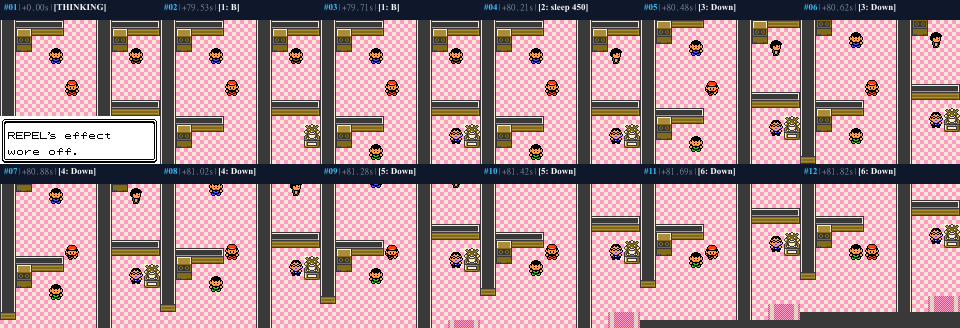 #01 | +0.00s | [THINKING]
#02 | +79.53s | [1: B]
#03 | +79.71s | [1: B]
#04 | +80.21s | [2: sleep 450]
#05 | +80.48s | [3: Down]
#06 | +80.62s | [3: Down]
REPEL's effect
wore off.
#07 | +80.88s | [4: Down]
#08 | +81.02s | [4: Down]
#09 | +81.28s | [5: Down]
#10 | +81.42s | [5: Down]
#11 | +81.69s | [6: Down]
#12 | +81.82s | [6: Down]